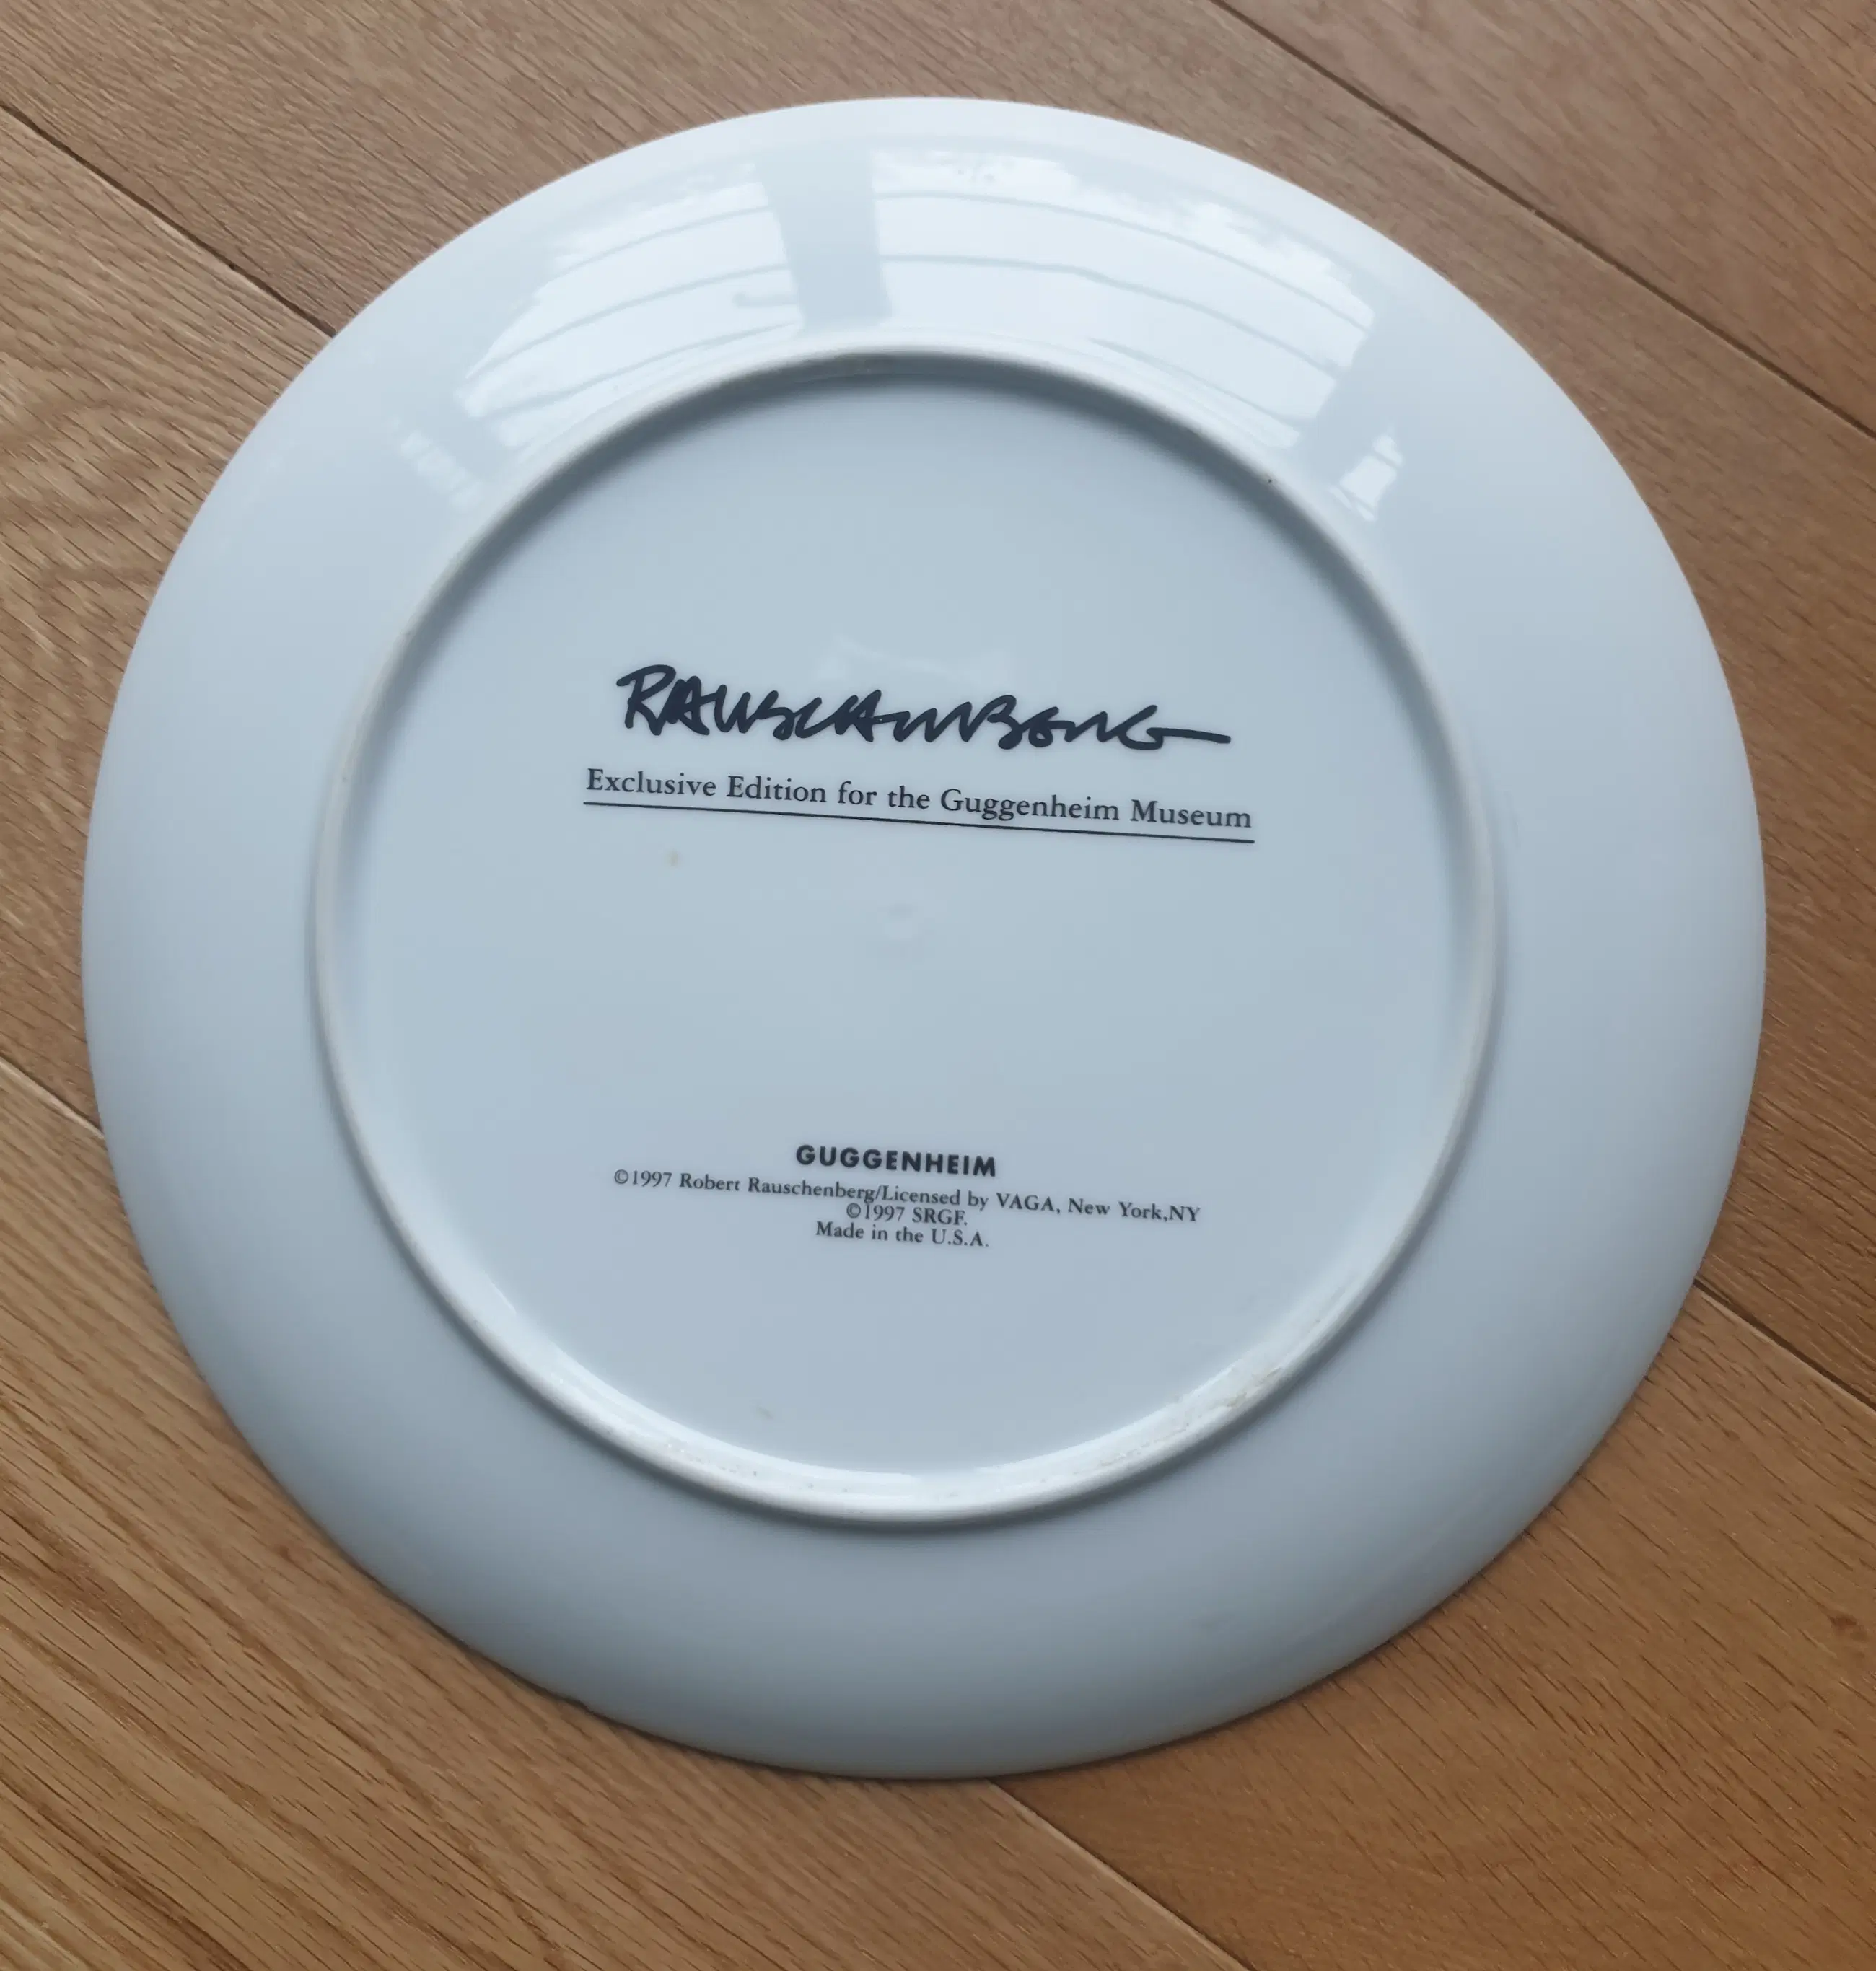 RAUSCHENBERG
Exclusive Edition for the Guggenheim Museum
GUGGENHEIM
©1997 Robert Rauschenberg/Licensed by VAGA, New York,NY
©1997 SRGF.
Made in the U.S.A.